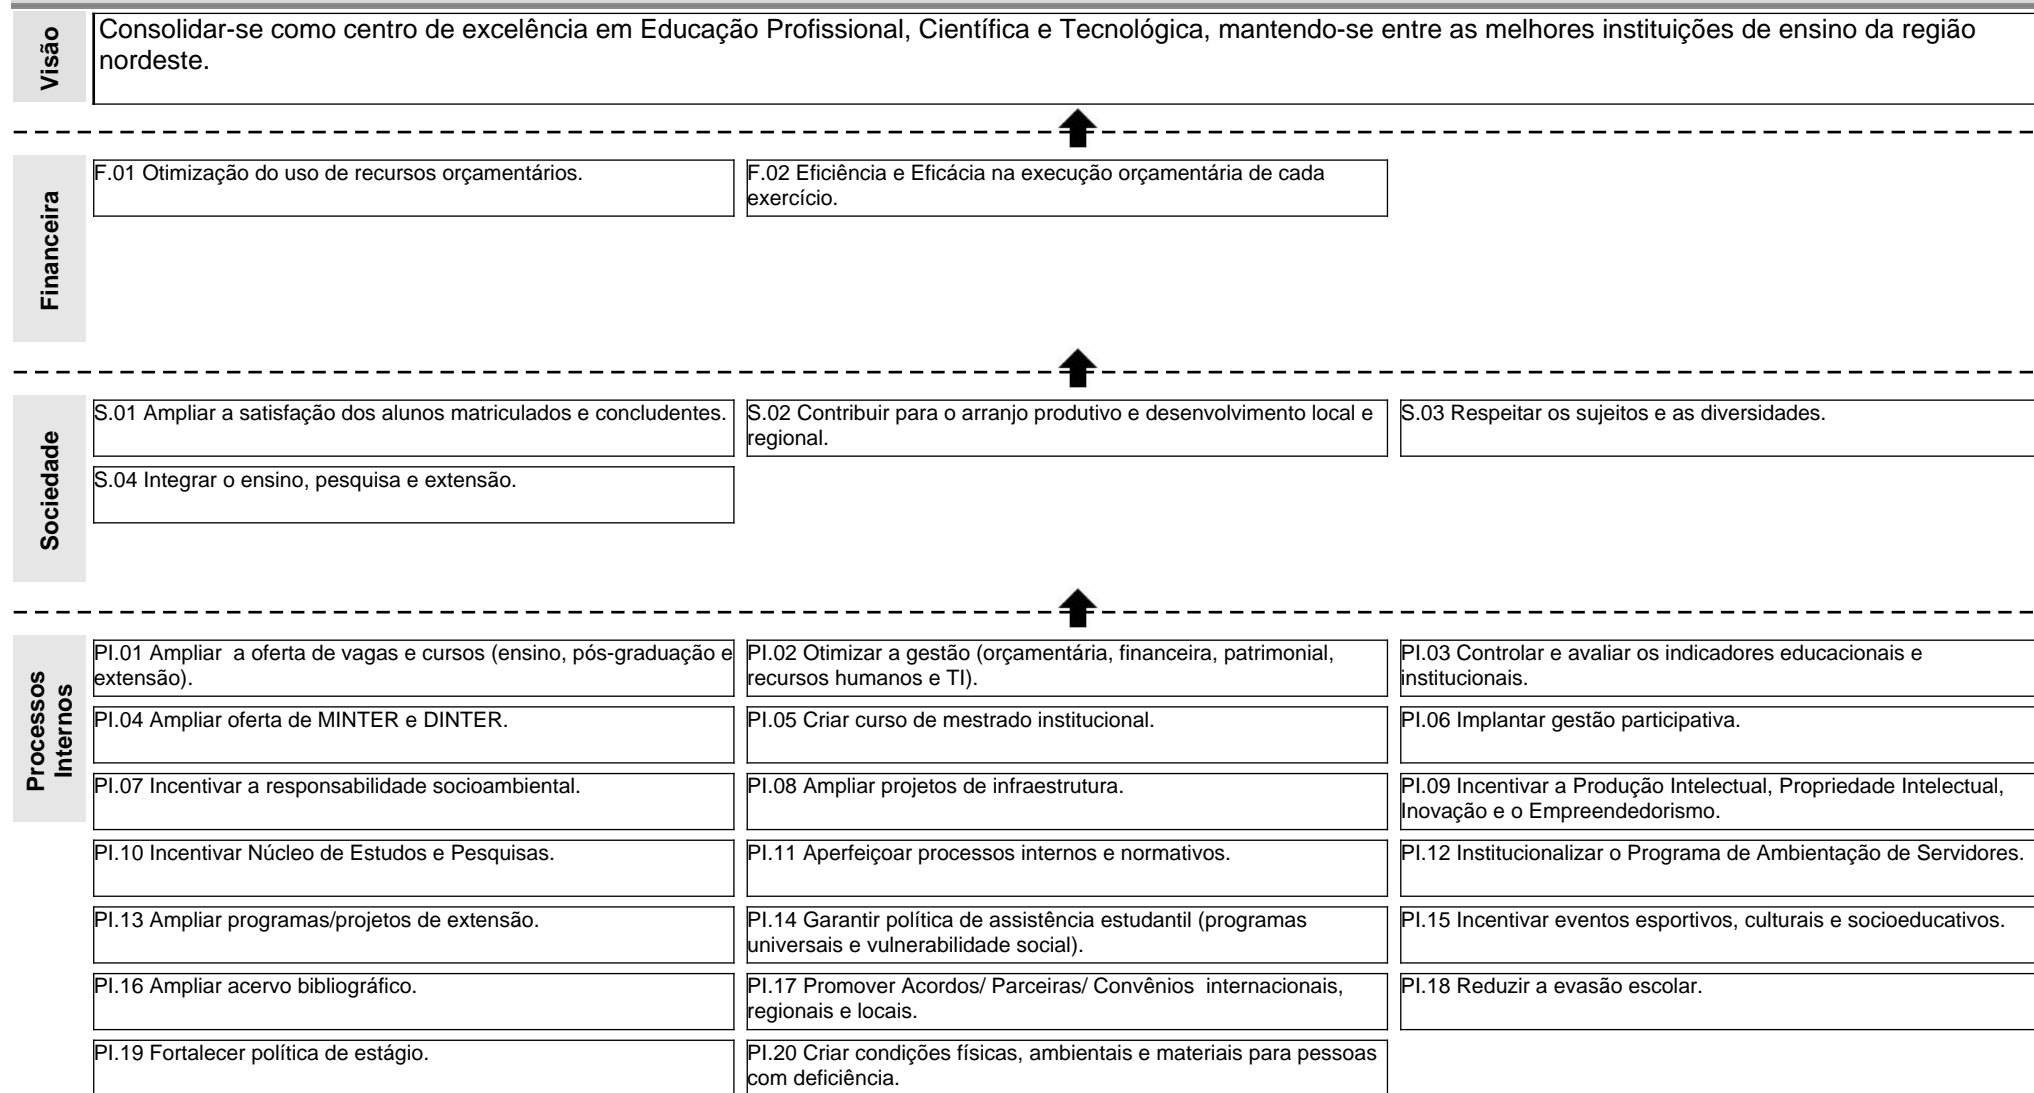 Visão
Consolidar-se como centro de excelência em Educação Profissional, Científica e Tecnológica, mantendo-se entre as melhores instituições de ensino da região
nordeste.
Financeira
F.01 Otimização do uso de recursos orçamentários.
F.02 Eficiência e Eficácia na execução orçamentária de cada
exercício.
Sociedade
S.01 Ampliar a satisfação dos alunos matriculados e concludentes.
S.02 Contribuir para o arranjo produtivo e desenvolvimento local e
regional.
S.03 Respeitar os sujeitos e as diversidades.
S.04 Integrar o ensino, pesquisa e extensão.
Processos
Internos
PI.01 Ampliar  a oferta de vagas e cursos (ensino, pós-graduação e
extensão).
PI.02 Otimizar a gestão (orçamentária, financeira, patrimonial,
recursos humanos e TI).
PI.03 Controlar e avaliar os indicadores educacionais e
institucionais.
PI.04 Ampliar oferta de MINTER e DINTER.
PI.05 Criar curso de mestrado institucional.
PI.06 Implantar gestão participativa.
PI.07 Incentivar a responsabilidade socioambiental.
PI.08 Ampliar projetos de infraestrutura.
PI.09 Incentivar a Produção Intelectual, Propriedade Intelectual,
Inovação e o Empreendedorismo.
PI.10 Incentivar Núcleo de Estudos e Pesquisas.
PI.11 Aperfeiçoar processos internos e normativos.
PI.12 Institucionalizar o Programa de Ambientação de Servidores.
PI.13 Ampliar programas/projetos de extensão.
PI.14 Garantir política de assistência estudantil (programas
universais e vulnerabilidade social).
PI.15 Incentivar eventos esportivos, culturais e socioeducativos.
PI.16 Ampliar acervo bibliográfico.
PI.17 Promover Acordos/ Parceiras/ Convênios  internacionais,
regionais e locais.
PI.18 Reduzir a evasão escolar.
PI.19 Fortalecer política de estágio.
PI.20 Criar condições físicas, ambientais e materiais para pessoas
com deficiência.